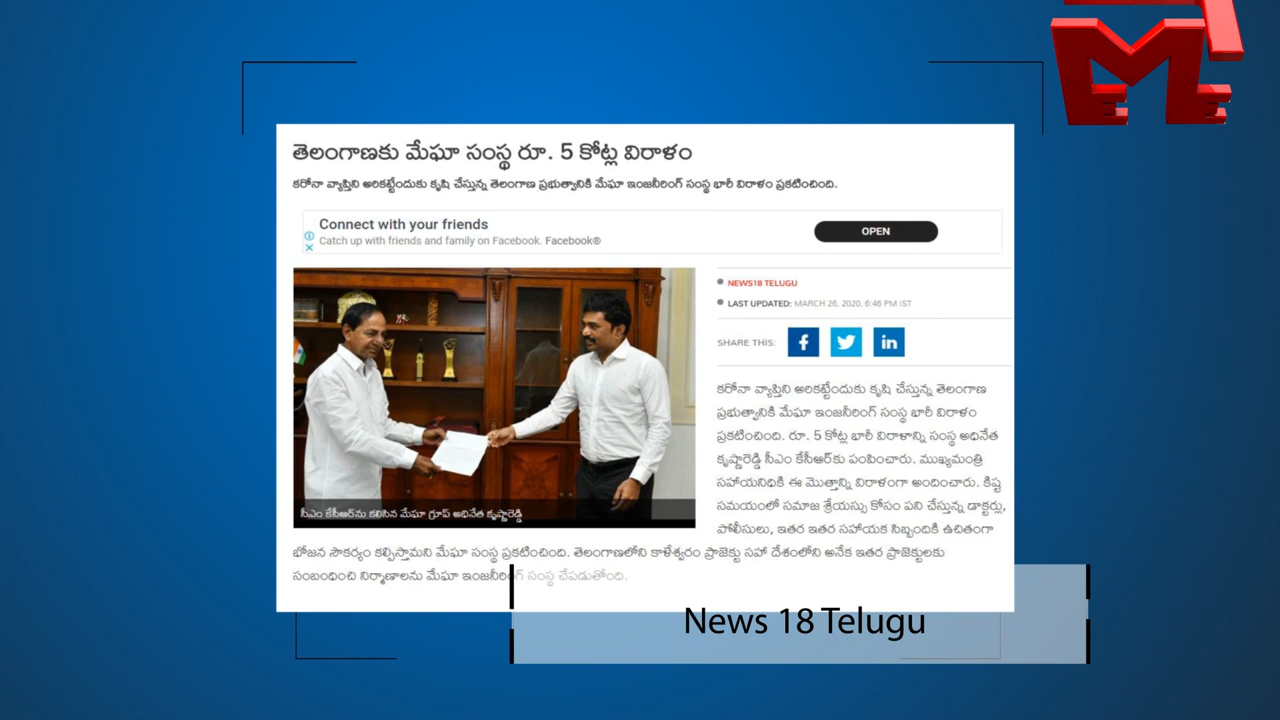 తెలంగాణకు మేఘా సంస్థ రూ. 5 కోట్ల విరాళం
కరోనా వ్యాప్తిని అరికట్టేందుకు కృషి చేస్తున్న తెలంగాణ ప్రభుత్వానికి మేఘా ఇంజనీరింగ్ సంస్థ భారీ విరాళం ప్రకటించింది.
Connect with your friends
Catch up with friends and family on Facebook. Facebook®
OPEN
NEWS18 TELUGU
LAST UPDATED: MARCH 26, 2020, 6:46 PM IST
SHARE THIS:
కరోనా వ్యాప్తిని అరికట్టేందుకు కృషి చేస్తున్న తెలంగాణ
ప్రభుత్వానికి మేఘా ఇంజనీరింగ్ సంస్థ భారీ విరాళం
ప్రకటించింది. రూ. 5 కోట్ల భారీ విరాళాన్ని సంస్థ అధినేత
కృష్ణారెడ్డి సీఎం కేసీఆర్‌కు పంపించారు. ముఖ్యమంత్రి
సహాయనిధికి ఈ మొత్తాన్ని విరాళంగా అందించారు. కిష్ట
సమయంలో సమాజ శ్రేయస్సు కోసం పని చేస్తున్న డాక్టర్లు,
పోలీసులు, ఇతర ఇతర సహాయక సిబ్బందికి ఉచితంగా
భోజన సౌకర్యం కల్పిస్తామని మేఘా సంస్థ ప్రకటించింది. తెలంగాణలోని కాళేశ్వరం ప్రాజెక్టు సహా దేశంలోని అనేక ఇతర ప్రాజెక్టులకు
సంబంధించి నిర్మాణాలను మేఘా ఇంజనీరింగ్ సంస్థ చేపడుతోంది.
సీఎం కేసీఆర్‌ను కలిసిన మేఘా గ్రూప్ అధినేత కృష్ణారెడ్డి
News 18 Telugu